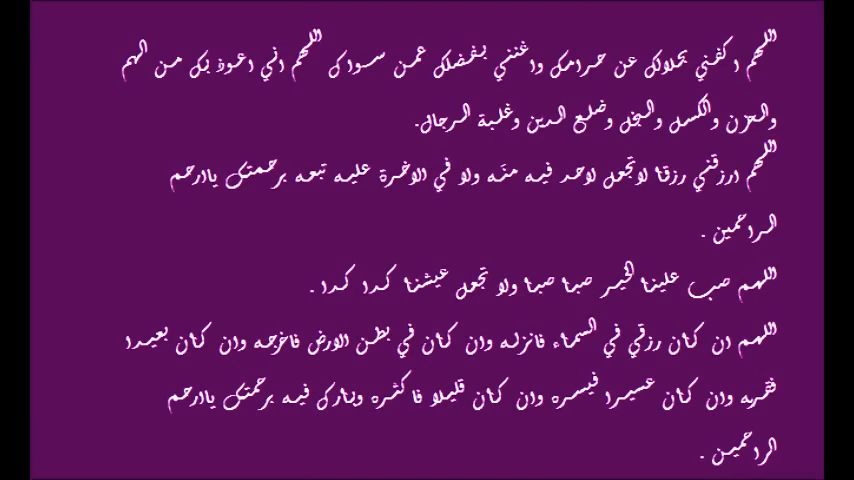 اللهم اكفني بحلالك عن حرامك واغنني بفضلك عمن سواك اللهم اني اعوذ بك من الهم
والحزن والكسل والبخل وضلع الدين وغلبة الرجال.
اللهم ارزقني رزقا لاتجعل لاحد فيه منَه ولا في الاخرة عليه تبعه برحمتك ياارحم
الراحمين .
اللهم صب علينا الخير صبا صبا ولا تجعل عيشنا كدا كدا .
اللهم ان كان رزقي في السماء فانزله وان كان في بطن الارض فاخرجه وان كان بعيدا
فقربه وان كان عسيرا فيسره وان كان قليلا فاكثره وبارك فيه برحمتك ياارحم
الراحمين .